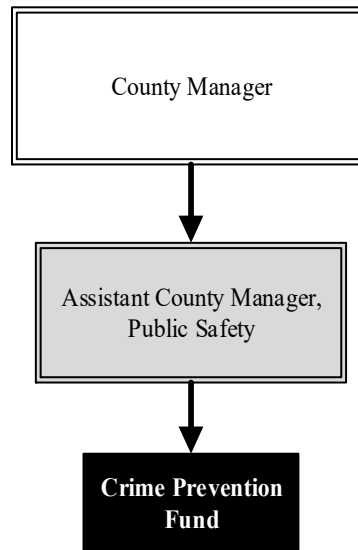 County Manager
Assistant County Manager,
Public Safety
Crime Prevention
Fund